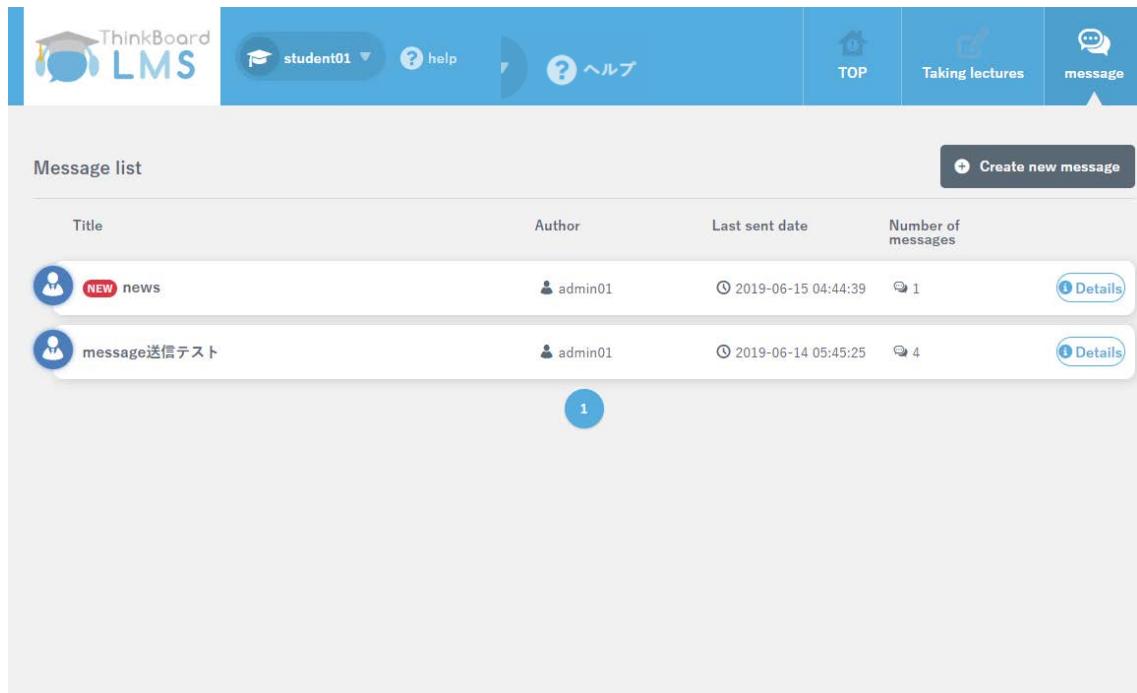 ThinkBoard
LMS
student01
help
ヘルプ
TOP
Taking lectures
message
Message list
Create new message
Title
Author
Last sent date
Number of
messages
NEW news
admin01
2019-06-15 04:44:39
1
Details
message送信テスト
admin01
2019-06-14 05:45:25
4
Details
1